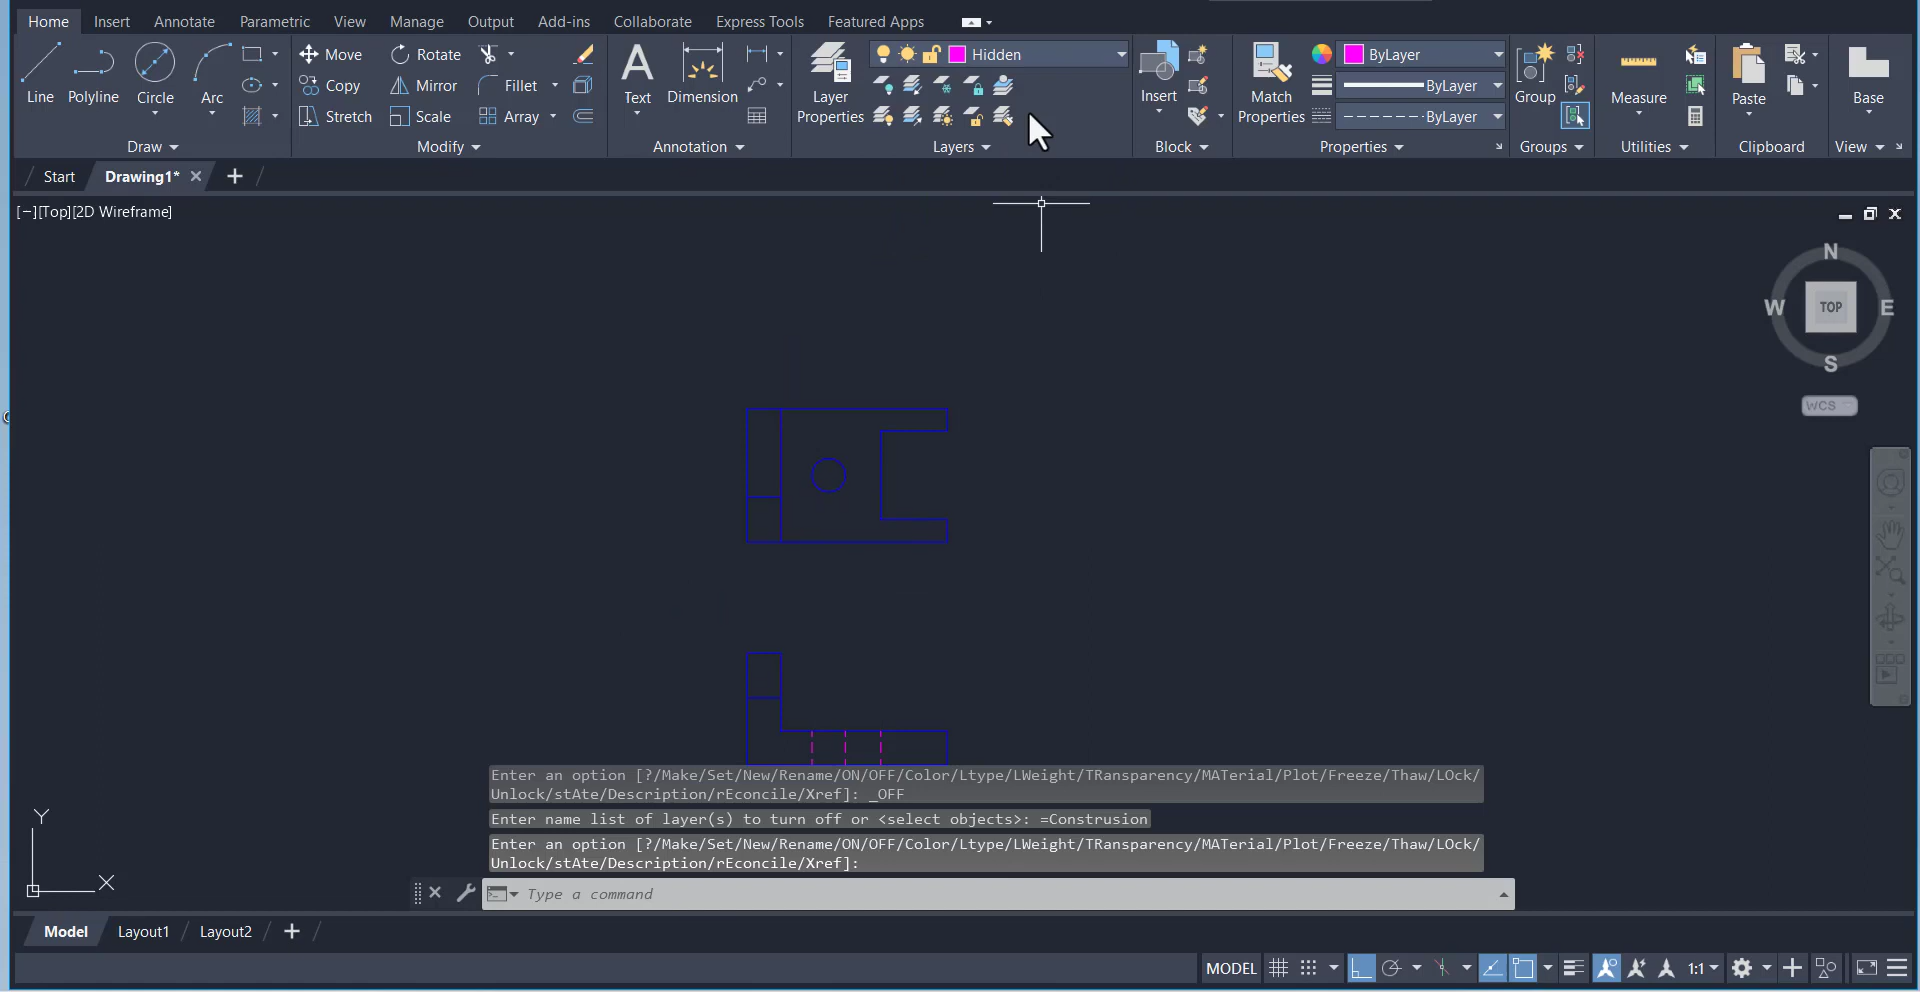 Home Insert Annotate Parametric View Manage Output Add-ins Collaborate Express Tools Featured Apps
Line Polyline Circle Arc
Move Rotate
Copy Mirror Fillet
Stretch Scale Array
Text Dimension
Layer
Properties
Hidden
Insert
Match
Properties
ByLayer
ByLayer
ByLayer
Group
Measure
Paste
Base
Draw Modify Annotation Layers Block Properties Groups Utilities Clipboard View
Start Drawing1*
[−][Top][2D Wireframe]
N
W TOP E
S
WCS
Enter an option [?/Make/Set/New/Rename/ON/OFF/Color/Ltype/LWeight/TRansparency/MATerial/Plot/Freeze/Thaw/LOck/
Unlock/stAte/Description/rEconcile/Xref]: _OFF
Enter name list of layer(s) to turn off or <select objects>: =Construsion
Enter an option [?/Make/Set/New/Rename/ON/OFF/Color/Ltype/LWeight/TRansparency/MATerial/Plot/Freeze/Thaw/LOck/
Unlock/stAte/Description/rEconcile/Xref]:
Y
X
Type a command
Model Layout1 Layout2
MODEL 1:1